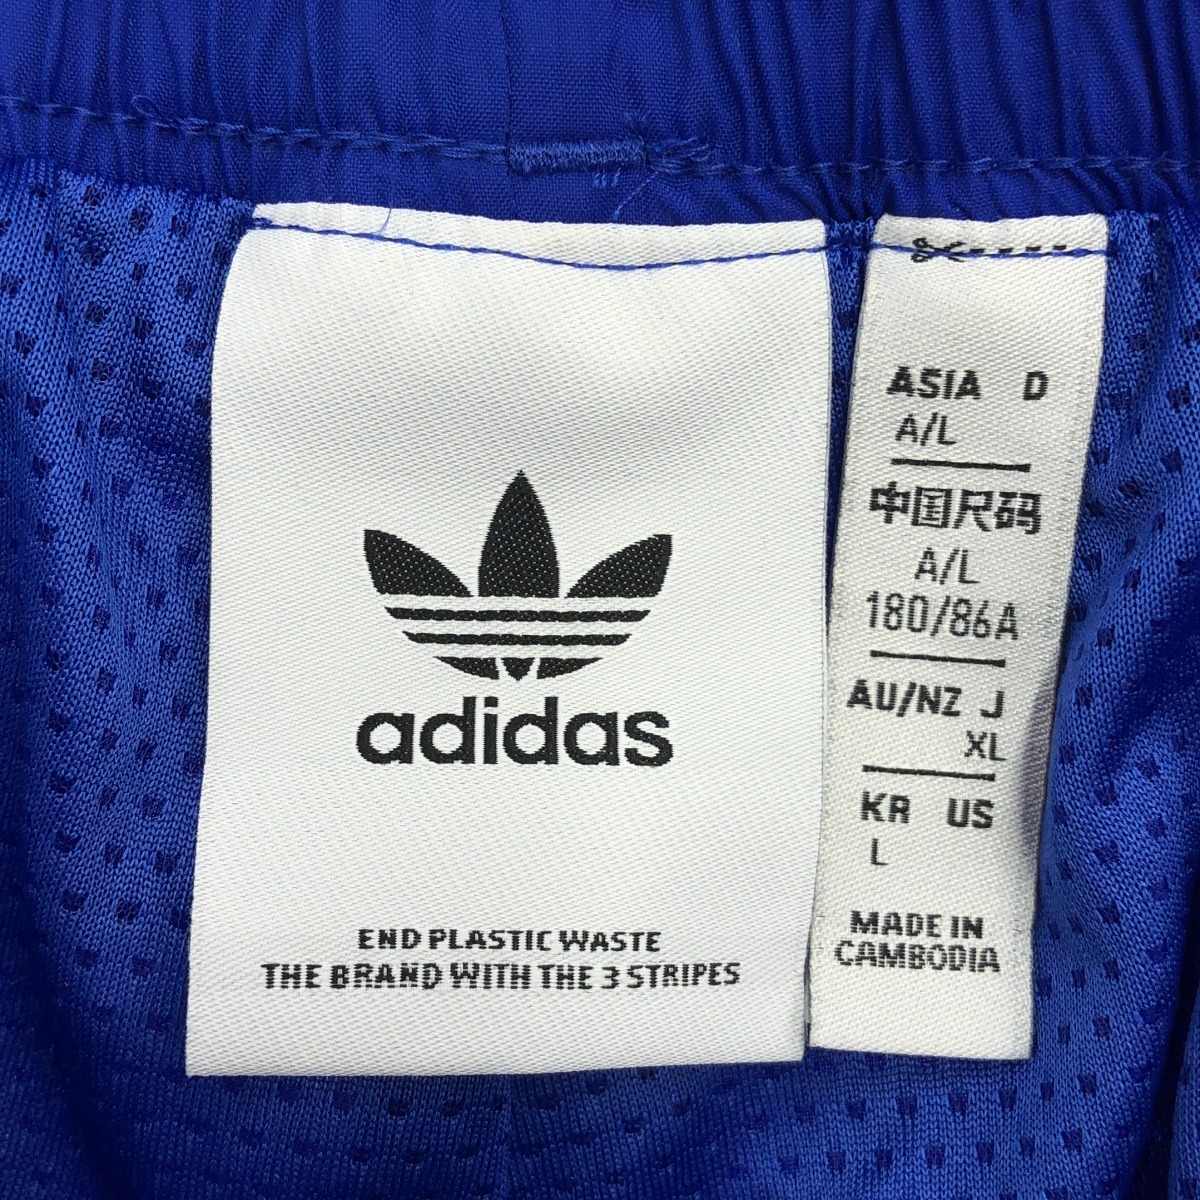 adidas
END PLASTIC WASTE
THE BRAND WITH THE 3 STRIPES
ASIA D
A/L
中国尺码
A/L
180/86A
AU/NZ J
XL
KR US
L
MADE IN
CAMBODIA